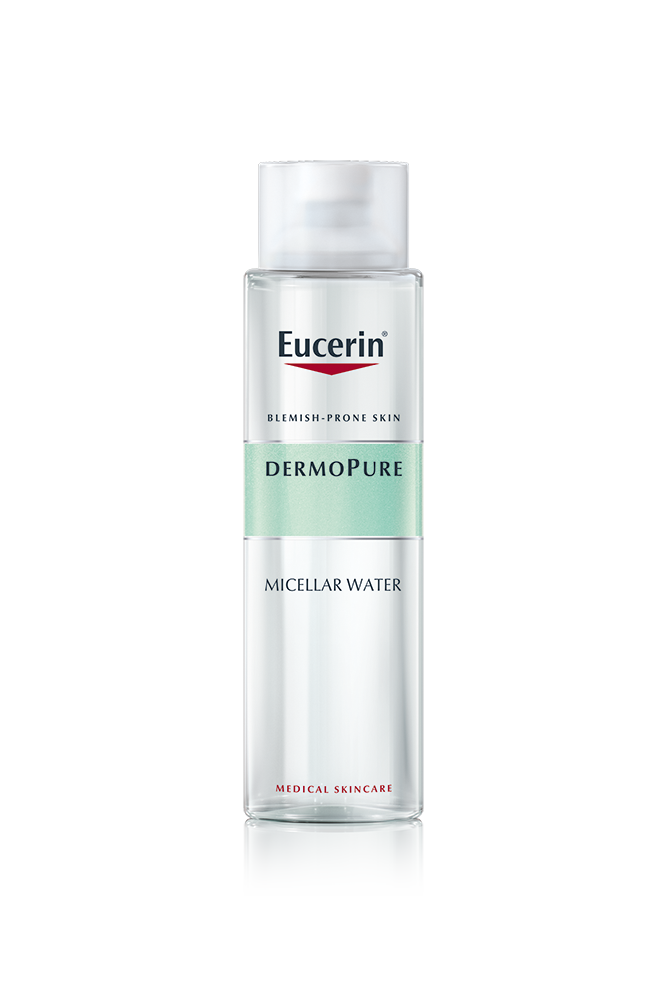 Eucerin®
BLEMISH-PRONE SKIN
DERMOPURE
MICELLAR WATER
MEDICAL SKINCARE